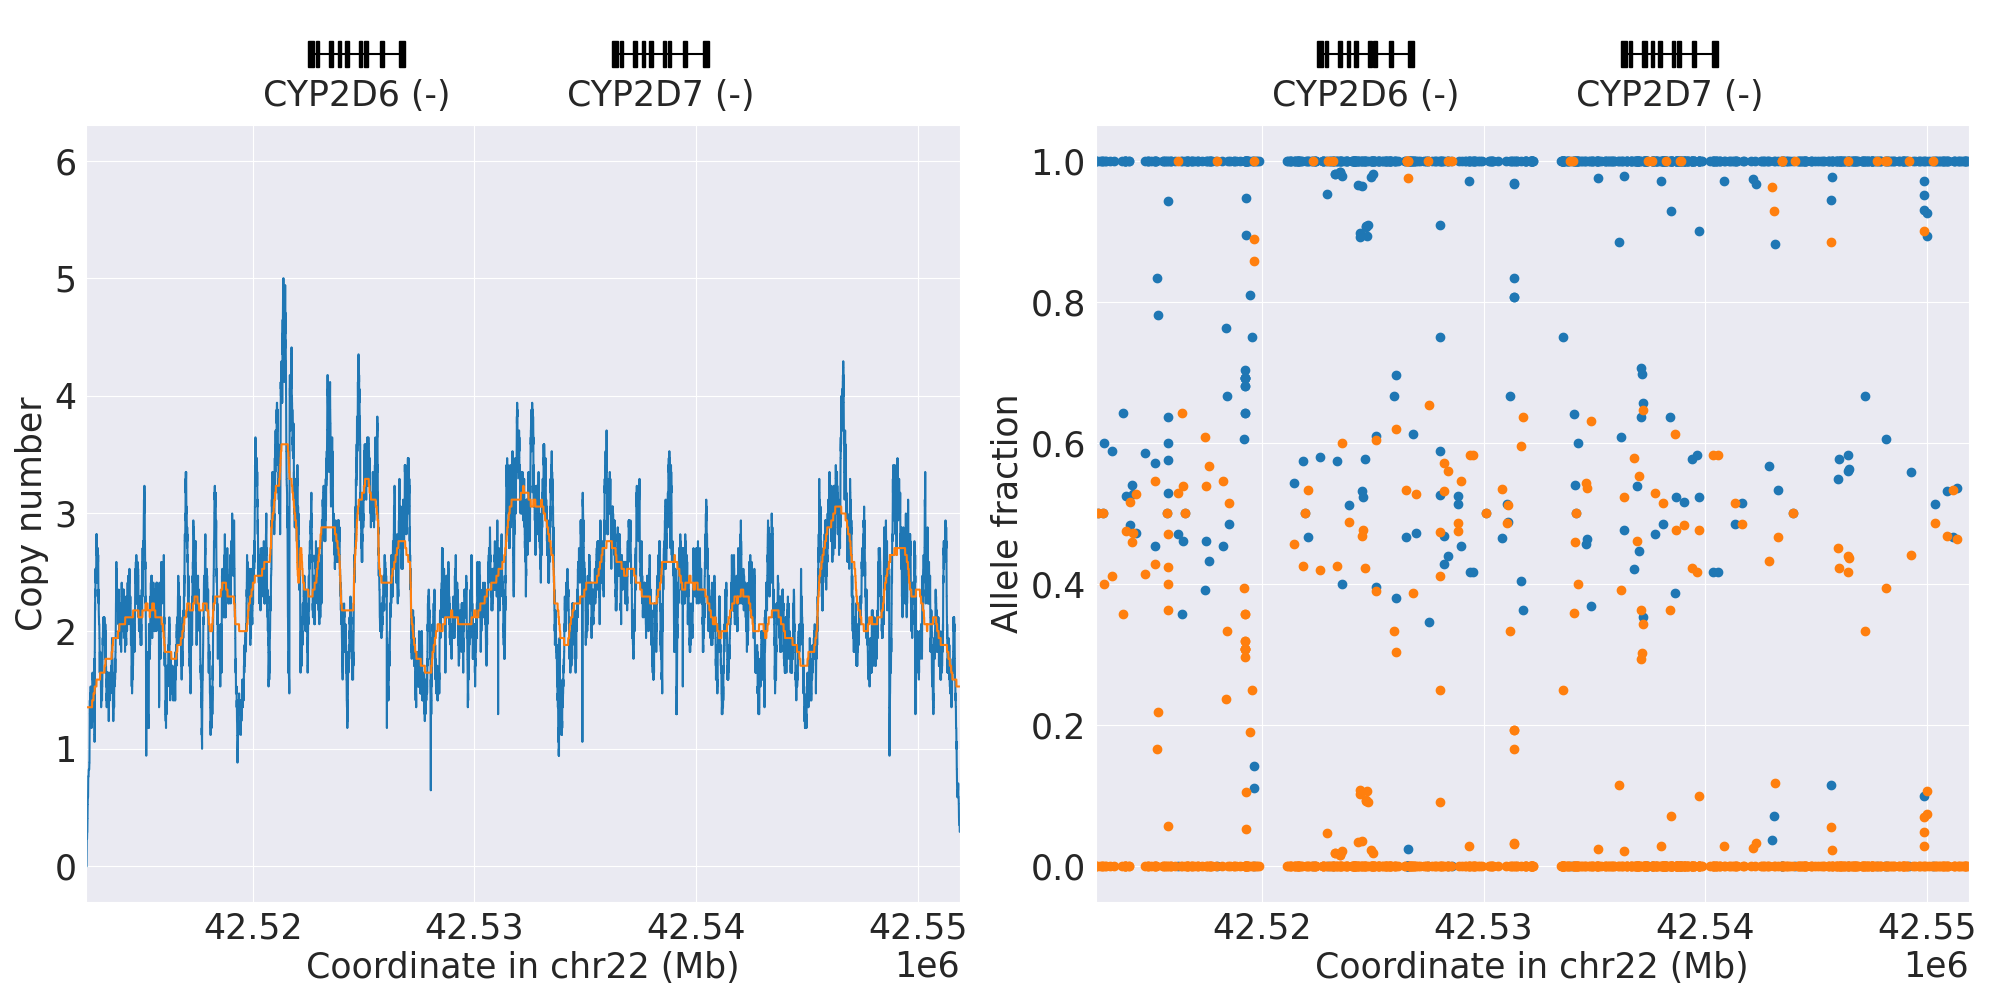 CYP2D6 (-) CYP2D7 (-)
6
5
4
3
2
1
0
Copy number
42.52 42.53 42.54 42.55
Coordinate in chr22 (Mb) 1e6
CYP2D6 (-) CYP2D7 (-)
1.0
0.8
0.6
0.4
0.2
0.0
Allele fraction
42.52 42.53 42.54 42.55
Coordinate in chr22 (Mb) 1e6